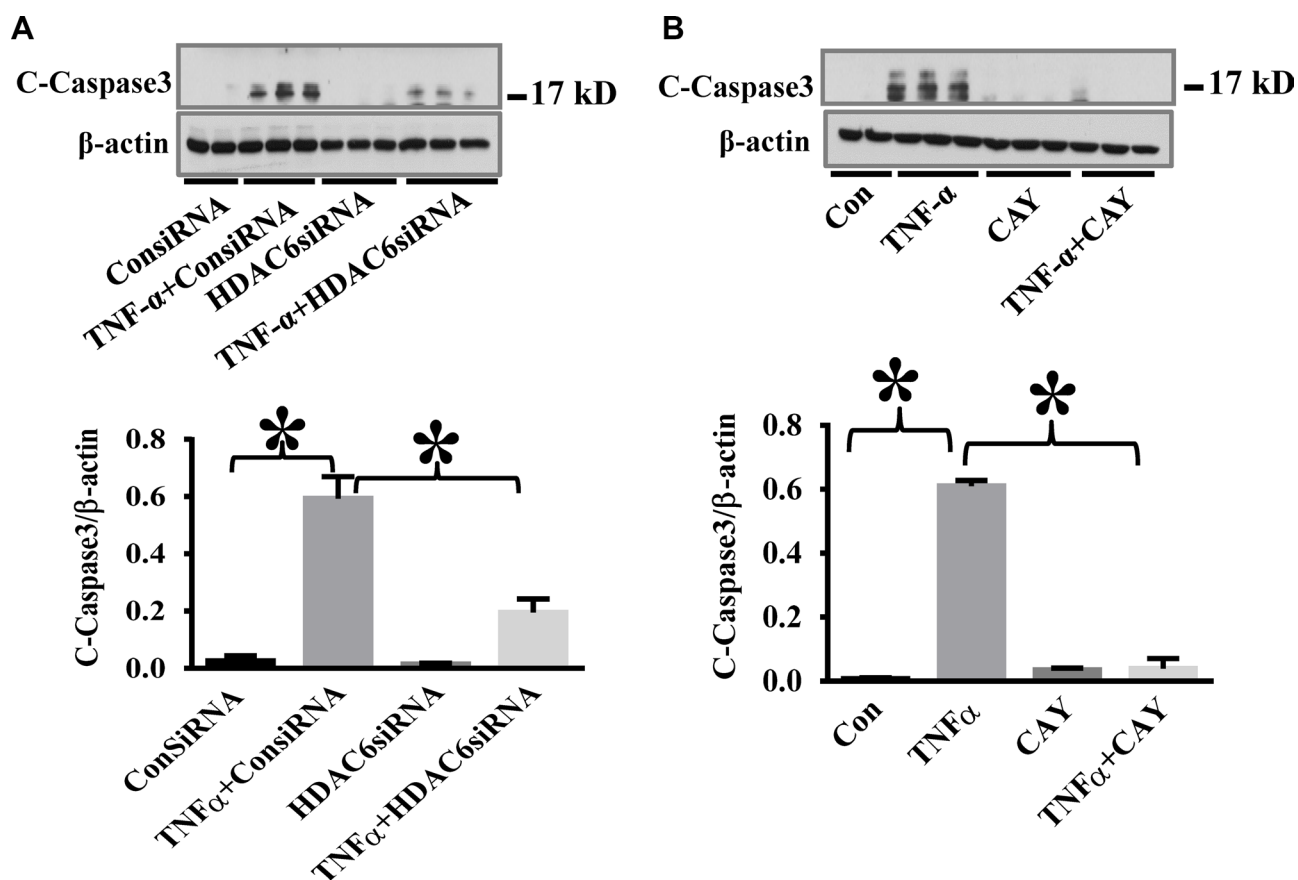 A
C-Caspase3
17 kD
β-actin
ConsiRNA
TNF-α+ConsiRNA
HDAC6siRNA
TNF-α+HDAC6siRNA
C-Caspase3/β-actin
0.8
0.6
0.4
0.2
0.0
*
*
ConSiRNA
TNFα+ConsiRNA
HDAC6siRNA
TNFα+HDAC6siRNA
B
C-Caspase3
17 kD
β-actin
Con
TNF-α
CAY
TNF-α+CAY
C-Caspase3/β-actin
0.8
0.6
0.4
0.2
0.0
*
*
Con
TNFα
CAY
TNFα+CAY